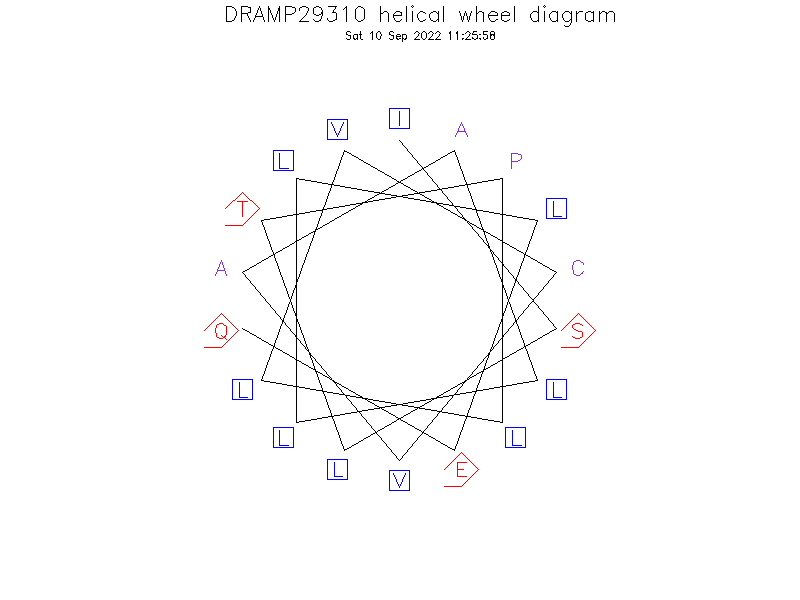 DRAMP29310 helical wheel diagram
Sat 10 Sep 2022 11:25:58
I
V A
L P
T L
A C
Q S
L L
L L
L E
V